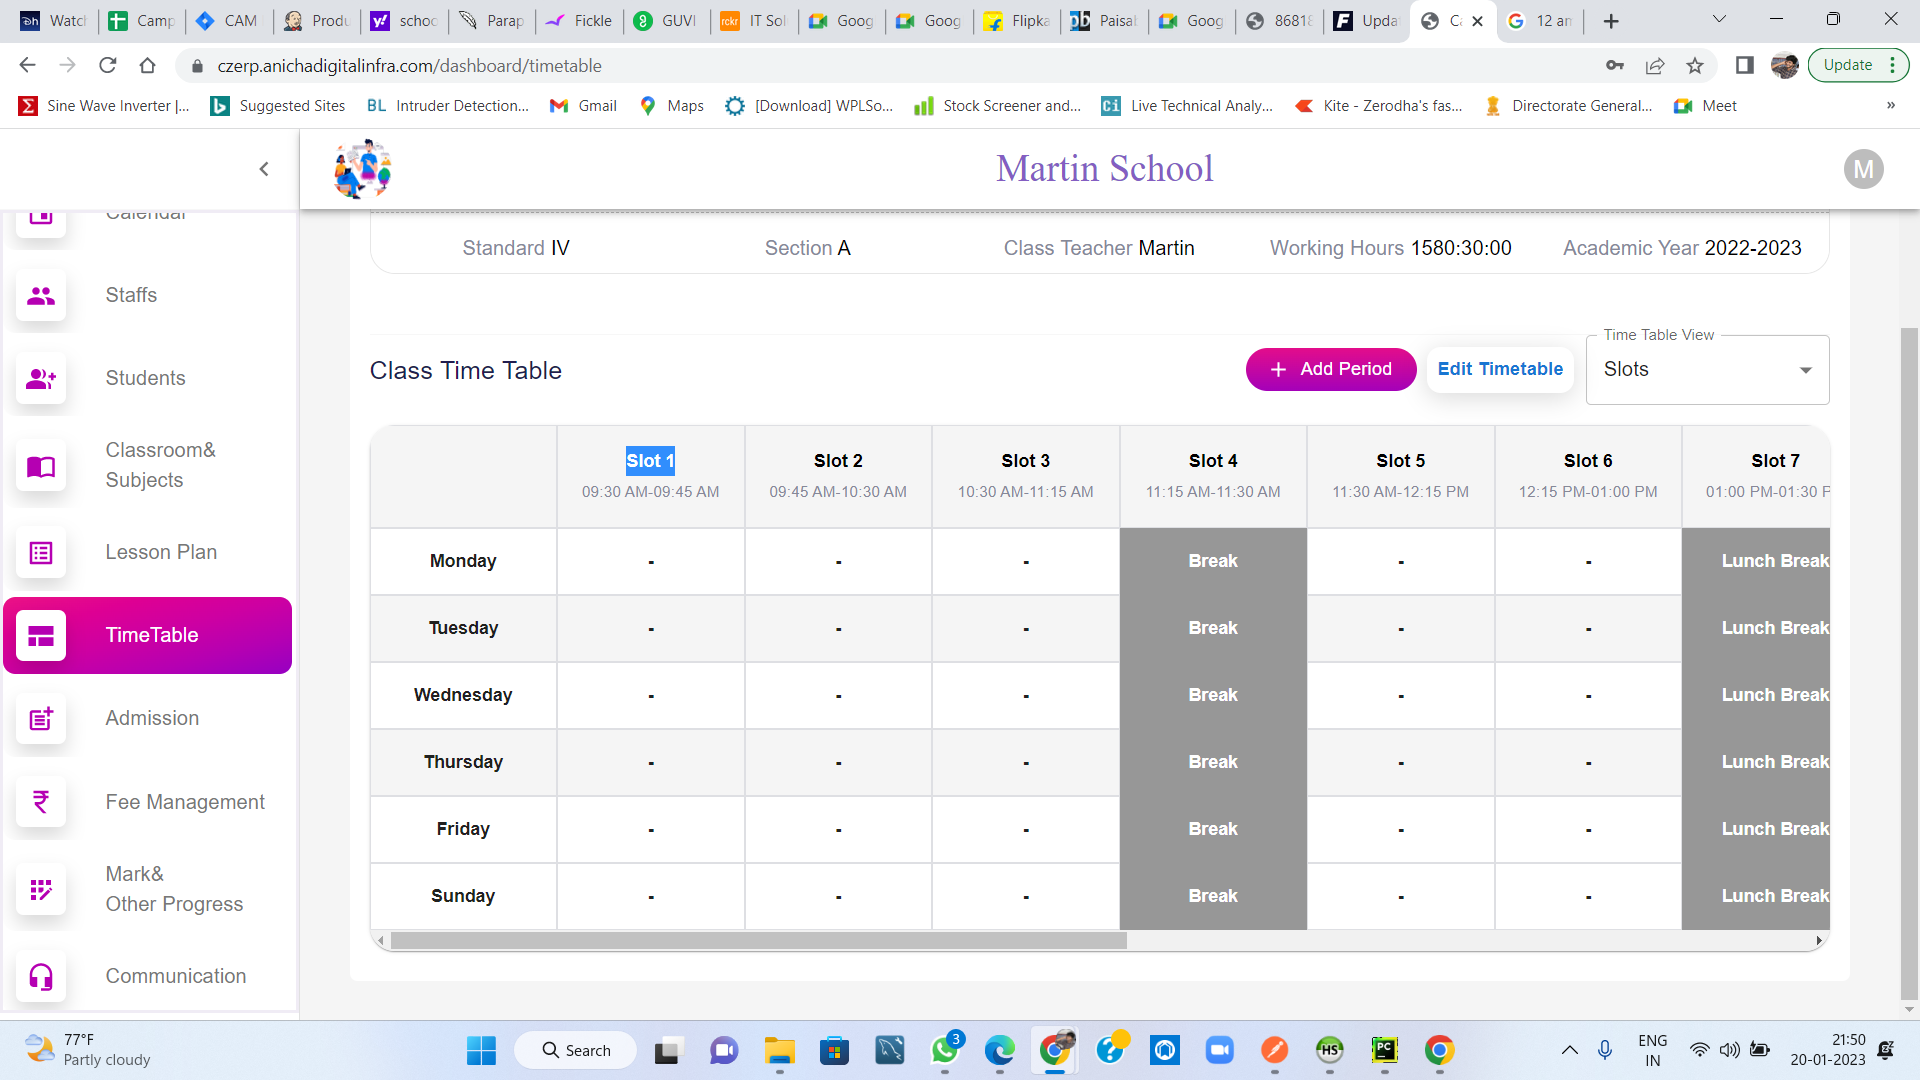 Watch
Camp
CAM
Produ
schoo
Parap
Fickle
GUVI
IT Sol
Goog
Goog
Flipka
Paisab
Goog
86818
Upda
Ca
12 am
czerp.anichadigitalinfra.com/dashboard/timetable
Update
Sine Wave Inverter |...
Suggested Sites
BL Intruder Detection...
Gmail
Maps
[Download] WPLSo...
Stock Screener and...
Live Technical Analy...
Kite - Zerodha's fas...
Directorate General...
Meet
»
Martin School
M
Calendar
Staffs
Students
Classroom&
Subjects
Lesson Plan
TimeTable
Admission
Fee Management
Mark&
Other Progress
Communication
Standard IV
Section A
Class Teacher Martin
Working Hours 1580:30:00
Academic Year 2022-2023
Class Time Table
+ Add Period
Edit Timetable
Time Table View
Slots
Slot 1 Slot 2 Slot 3 Slot 4 Slot 5 Slot 6 Slot 7
09:30 AM-09:45 AM 09:45 AM-10:30 AM 10:30 AM-11:15 AM 11:15 AM-11:30 AM 11:30 AM-12:15 PM 12:15 PM-01:00 PM 01:00 PM-01:30 P
Monday - - - Break - - Lunch Break
Tuesday - - - Break - - Lunch Break
Wednesday - - - Break - - Lunch Break
Thursday - - - Break - - Lunch Break
Friday - - - Break - - Lunch Break
Sunday - - - Break - - Lunch Break
77°F
Partly cloudy
Search
3
HS
PC
ENG
IN
21:50
20-01-2023